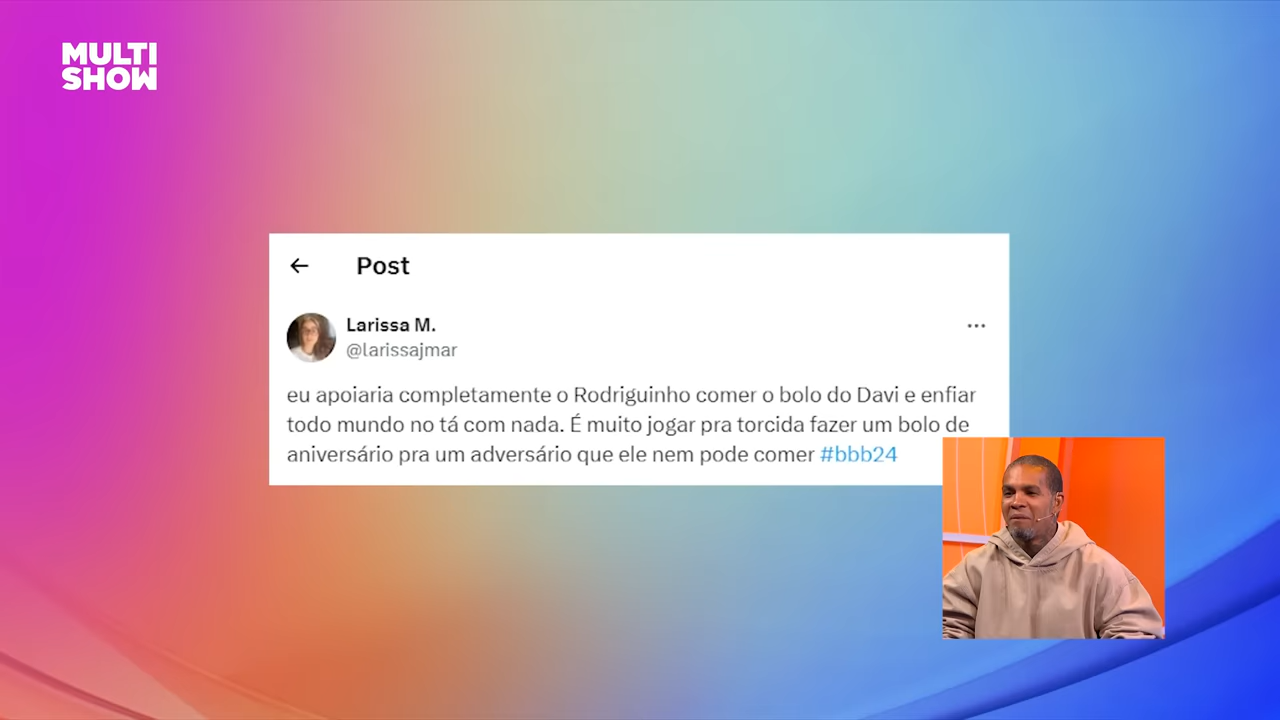 MULTI
SHOW
Post
Larissa M.
@larissajmar
eu apoiaria completamente o Rodriguinho comer o bolo do Davi e enfiar
todo mundo no tá com nada. É muito jogar pra torcida fazer um bolo de
aniversário pra um adversário que ele nem pode comer #bbb24